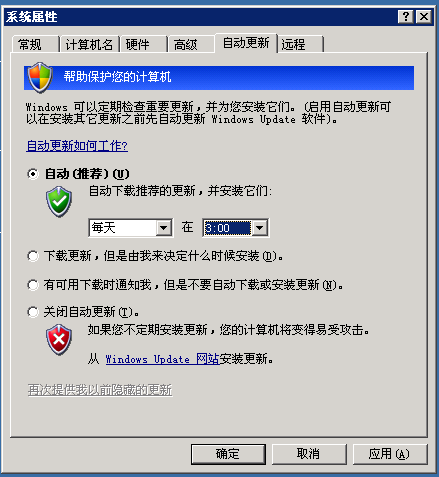 系统属性
常规 计算机名 硬件 高级 自动更新 远程
帮助保护您的计算机
Windows 可以定期检查重要更新，并为您安装它们。(启用自动更新可
以在安装其它更新之前先自动更新 Windows Update 软件)。
自动更新如何工作?
自动(推荐)(U)
自动下载推荐的更新，并安装它们:
每天 在 3:00
下载更新，但是由我来决定什么时候安装(D)。
有可用下载时通知我，但是不要自动下载或安装更新(N)。
关闭自动更新(T)。
如果您不定期安装更新，您的计算机将变得易受攻击。
从 Windows Update 网站安装更新。
再次提供我以前隐藏的更新
确定 取消 应用(A)